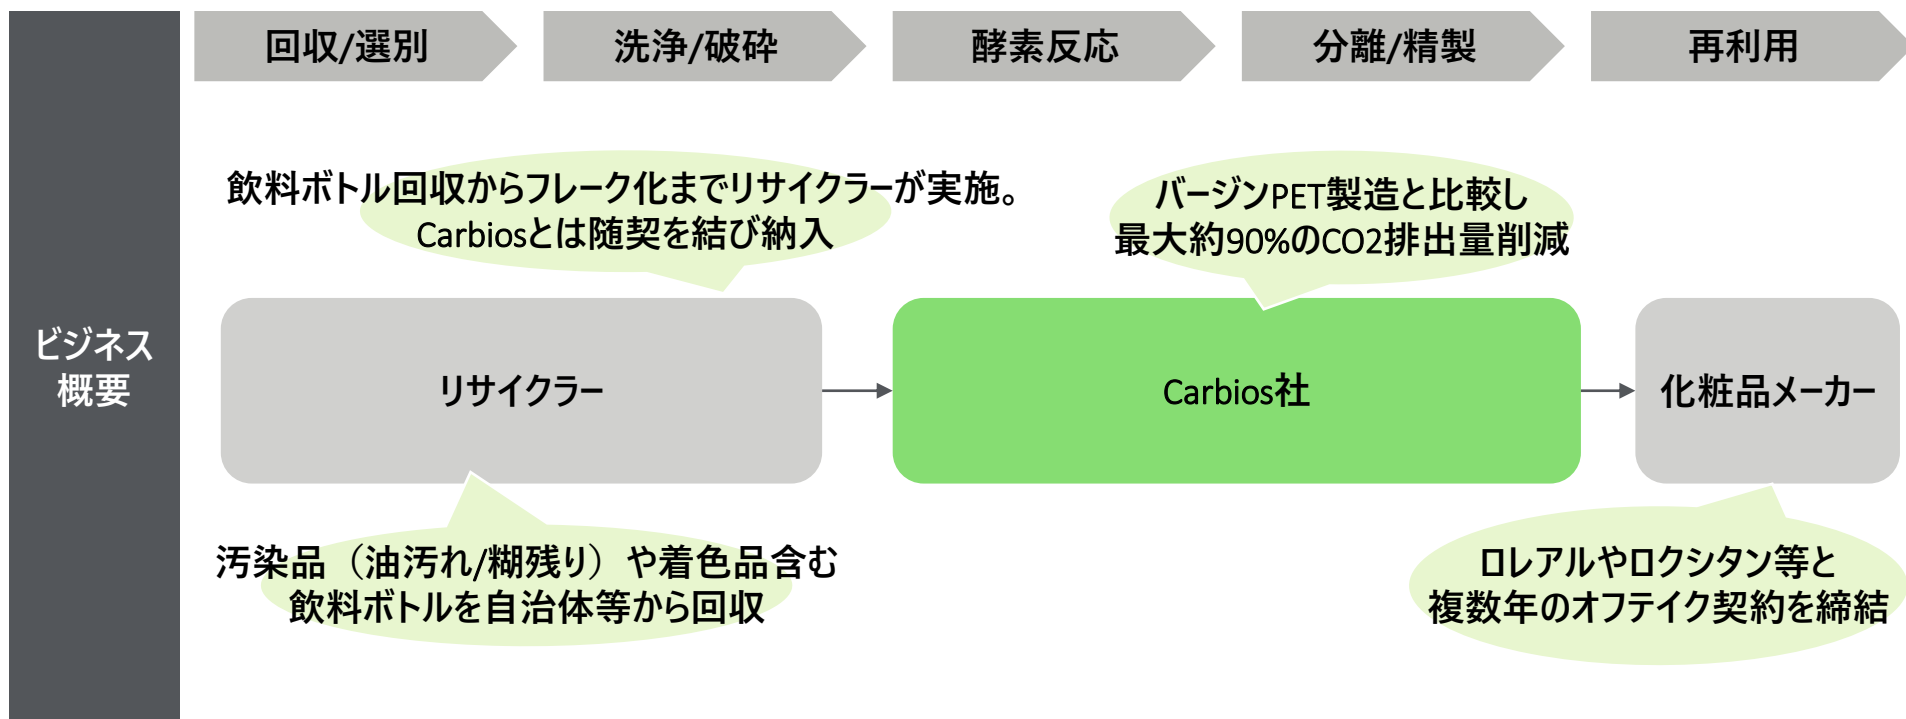 回収/選別
洗浄/破砕
酵素反応
分離/精製
再利用
ビジネス
概要
飲料ボトル回収からフレーク化までリサイクラーが実施。
Carbiosとは随契を結び納入
バージンPET製造と比較し
最大約90%のCO2排出量削減
リサイクラー
Carbios社
化粧品メーカー
汚染品（油汚れ/糊残り）や着色品含む
飲料ボトルを自治体等から回収
ロレアルやロクシタン等と
複数年のオフテイク契約を締結